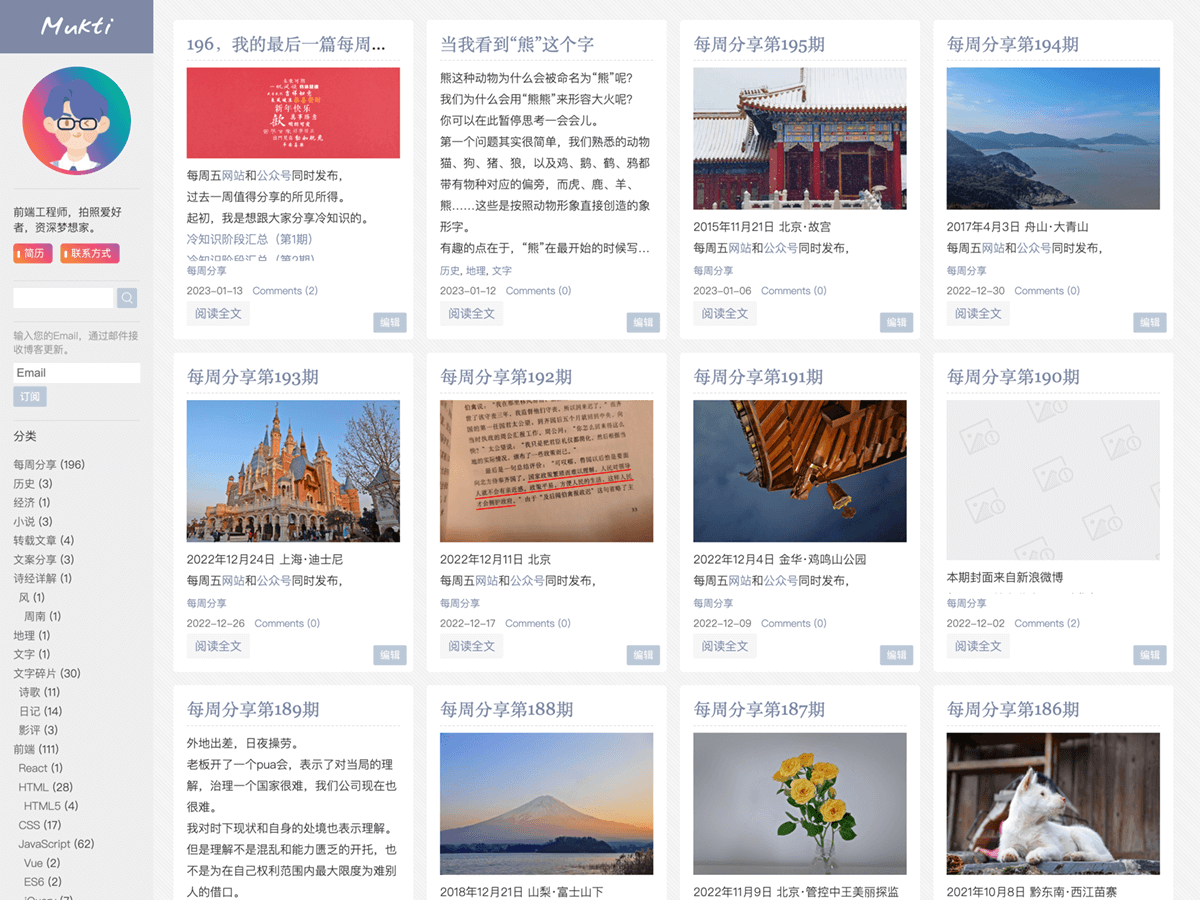 Mukti
前端工程师，拍照爱好
者，资深梦想家。
简历
联系方式
输入您的Email，通过邮件接
收博客更新。
Email
订阅
分类
每周分享 (196)
历史 (3)
经济 (1)
小说 (3)
转载文章 (4)
文案分享 (3)
诗经详解 (1)
风 (1)
周南 (1)
地理 (1)
文字 (1)
文字碎片 (30)
诗歌 (11)
日记 (14)
影评 (3)
前端 (111)
React (1)
HTML (28)
HTML5 (4)
CSS (17)
JavaScript (62)
Vue (2)
ES6 (2)
jQuery (7)
196，我的最后一篇每周...
新年快乐
每周五网站和公众号同时发布，
过去一周值得分享的所见所得。
起初，我是想跟大家分享冷知识的。
冷知识阶段汇总（第1期）
冷知识阶段汇总（第2期）
每周分享
2023-01-13 Comments (2)
阅读全文
编辑
当我看到“熊”这个字
熊这种动物为什么会被命名为“熊”呢？
我们为什么会用“熊熊”来形容大火呢？
你可以在此暂停思考一会会儿。
第一个问题其实很简单，我们熟悉的动物
猫、狗、猪、狼，以及鸡、鹅、鹤、鸦都
带有物种对应的偏旁，而虎、鹿、羊、
熊……这些是按照动物形象直接创造的象
形字。
有趣的点在于，“熊”在最开始的时候写...
历史, 地理, 文字
2023-01-12 Comments (0)
阅读全文
编辑
每周分享第195期
2015年11月21日 北京·故宫
每周五网站和公众号同时发布，
每周分享
2023-01-06 Comments (0)
阅读全文
编辑
每周分享第194期
2017年4月3日 舟山·大青山
每周五网站和公众号同时发布，
每周分享
2022-12-30 Comments (0)
阅读全文
编辑
每周分享第193期
2022年12月24日 上海·迪士尼
每周五网站和公众号同时发布，
每周分享
2022-12-26 Comments (0)
阅读全文
编辑
每周分享第192期
2022年12月11日 北京
每周五网站和公众号同时发布，
每周分享
2022-12-17 Comments (0)
阅读全文
编辑
每周分享第191期
2022年12月4日 金华·鸡鸣山公园
每周五网站和公众号同时发布，
每周分享
2022-12-09 Comments (0)
阅读全文
编辑
每周分享第190期
本期封面来自新浪微博
每周分享
2022-12-02 Comments (2)
阅读全文
编辑
每周分享第189期
外地出差，日夜操劳。
老板开了一个pua会，表示了对当局的理
解，治理一个国家很难，我们公司现在也
很难。
我对时下现状和自身的处境也表示理解。
但是理解不是混乱和能力匮乏的开托，也
不是为在自己权利范围内最大限度为难别
人的借口。
每周分享第188期
2018年12月21日 山梨·富士山下
每周分享第187期
2022年11月9日 北京·管控中王美丽探监
每周分享第186期
2021年10月8日 黔东南·西江苗寨